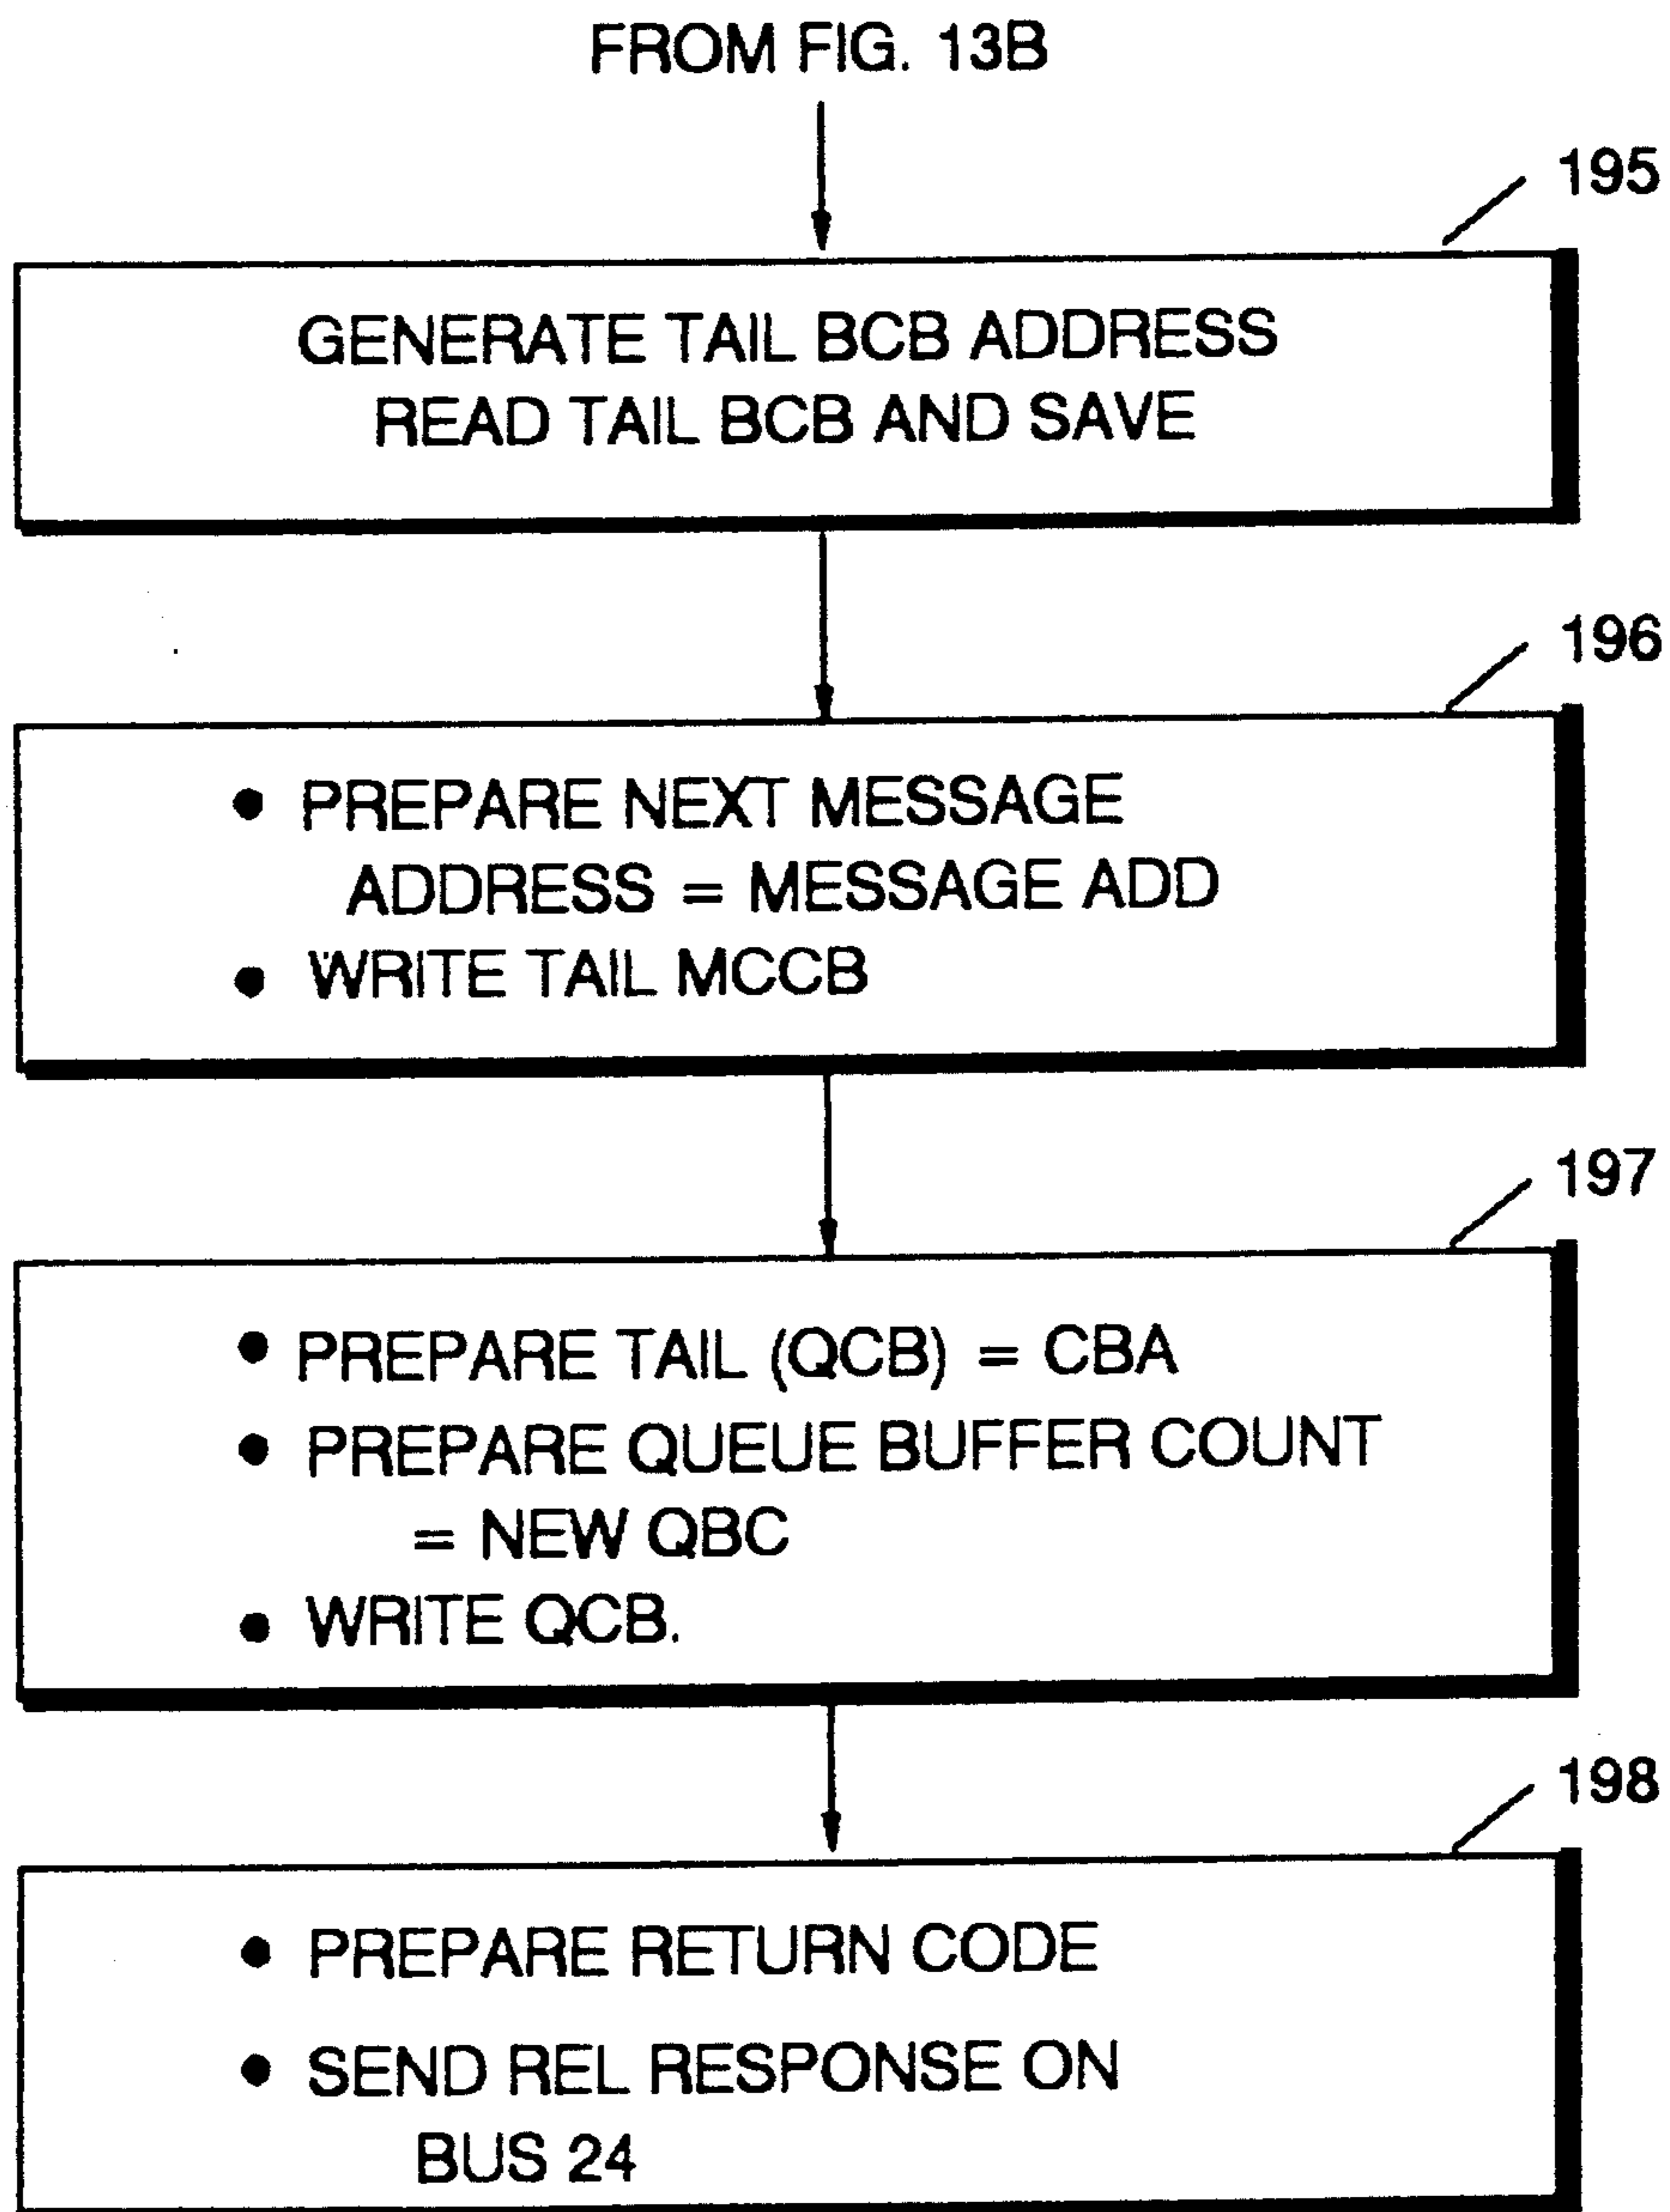 FROM FIG. 13B
195
GENERATE TAIL BCB ADDRESS
READ TAIL BCB AND SAVE
196
• PREPARE NEXT MESSAGE
ADDRESS = MESSAGE ADD
• WRITE TAIL MCCB
197
• PREPARE TAIL (QCB) = CBA
• PREPARE QUEUE BUFFER COUNT
= NEW QBC
• WRITE QCB.
198
• PREPARE RETURN CODE
• SEND REL RESPONSE ON
BUS 24